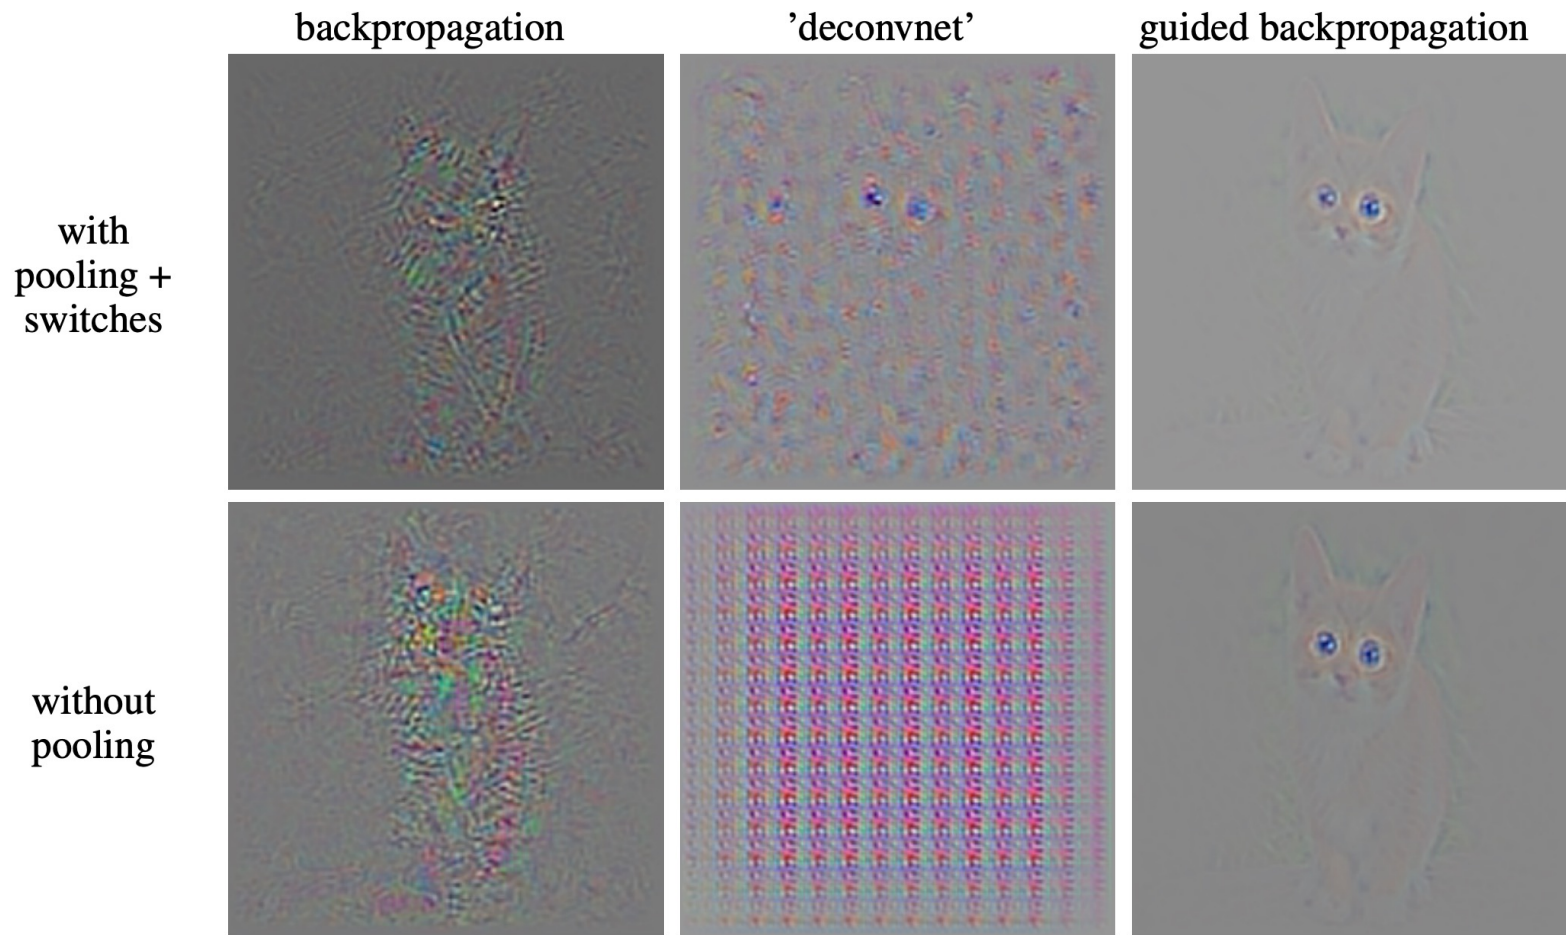 backpropagation
’deconvnet’
guided backpropagation
with
pooling +
switches
without
pooling